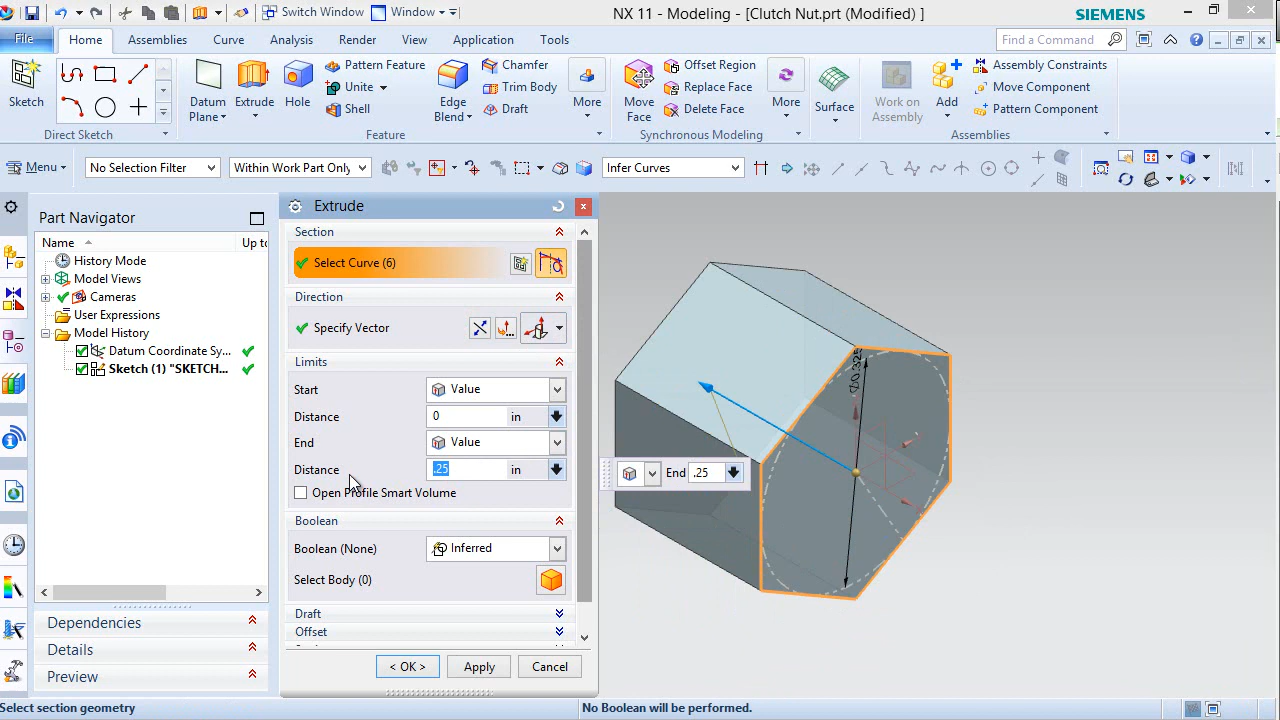 NX 11 - Modeling - [Clutch Nut.prt (Modified) ]
SIEMENS
Switch Window
Window
File
Home
Assemblies
Curve
Analysis
Render
View
Application
Tools
Find a Command
Sketch
Direct Sketch
Datum
Plane
Extrude
Hole
Pattern Feature
Unite
Shell
Edge
Blend
Chamfer
Trim Body
Draft
More
Feature
Move
Face
Offset Region
Replace Face
Delete Face
More
Synchronous Modeling
Surface
Work on
Assembly
Add
Assembly Constraints
Move Component
Pattern Component
Assemblies
Menu
No Selection Filter
Within Work Part Only
Infer Curves
Part Navigator
Name
Up to
History Mode
Model Views
Cameras
User Expressions
Model History
Datum Coordinate Sy...
Sketch (1) "SKETCH...
Dependencies
Details
Preview
Extrude
Section
Select Curve (6)
Direction
Specify Vector
Limits
Start
Value
Distance
0
in
End
Value
Distance
.25
in
Open Profile Smart Volume
Boolean
Boolean (None)
Inferred
Select Body (0)
Draft
Offset
< OK >
Apply
Cancel
End .25
Ø0.325
Select section geometry
No Boolean will be performed.